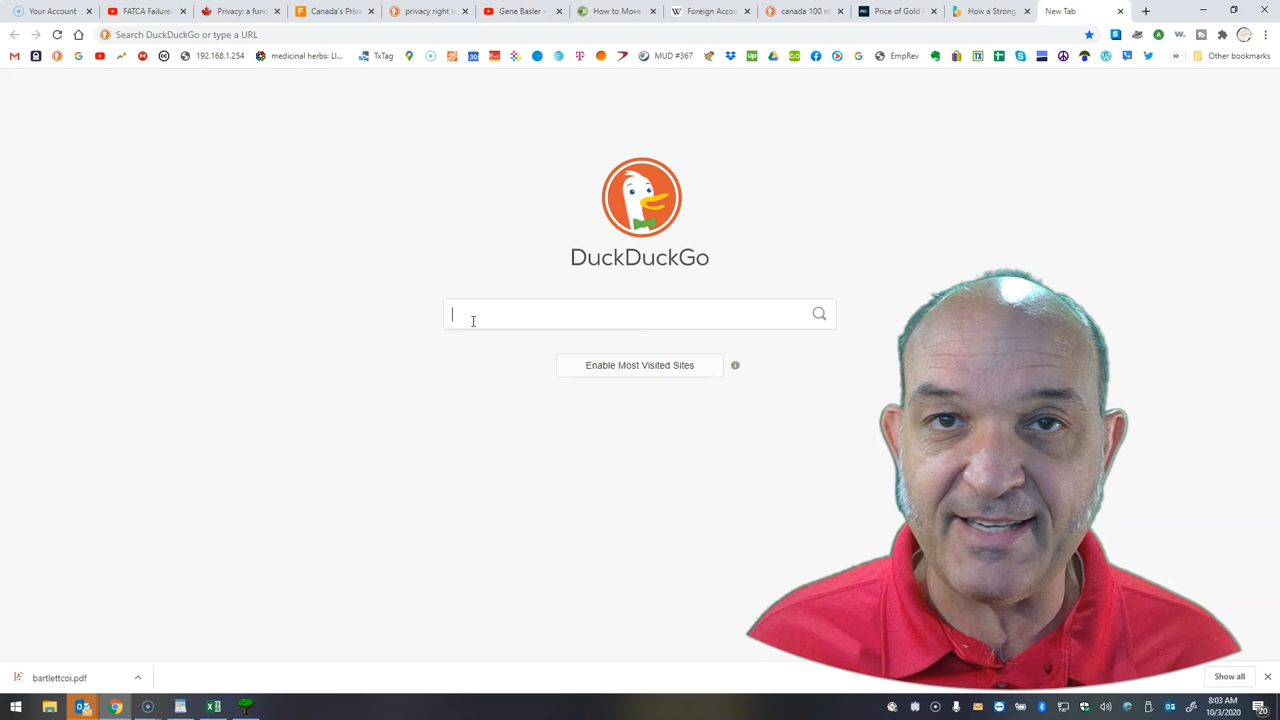 Your Account
FATCA Failure:
Privacy: a fund
Canada's Priva
privacy right in
Gene Basler -
How to Move
Foreign Accou
canada 100 m
Price of Gold F
How a Strong
New Tab
Search DuckDuckGo or type a URL
192.168.1.254
medicinal herbs: LI...
TxTag
MUD #367
EmpRev
Other bookmarks
DuckDuckGo
Enable Most Visited Sites
bartlettcoi.pdf
Show all
8:03 AM
10/3/2020